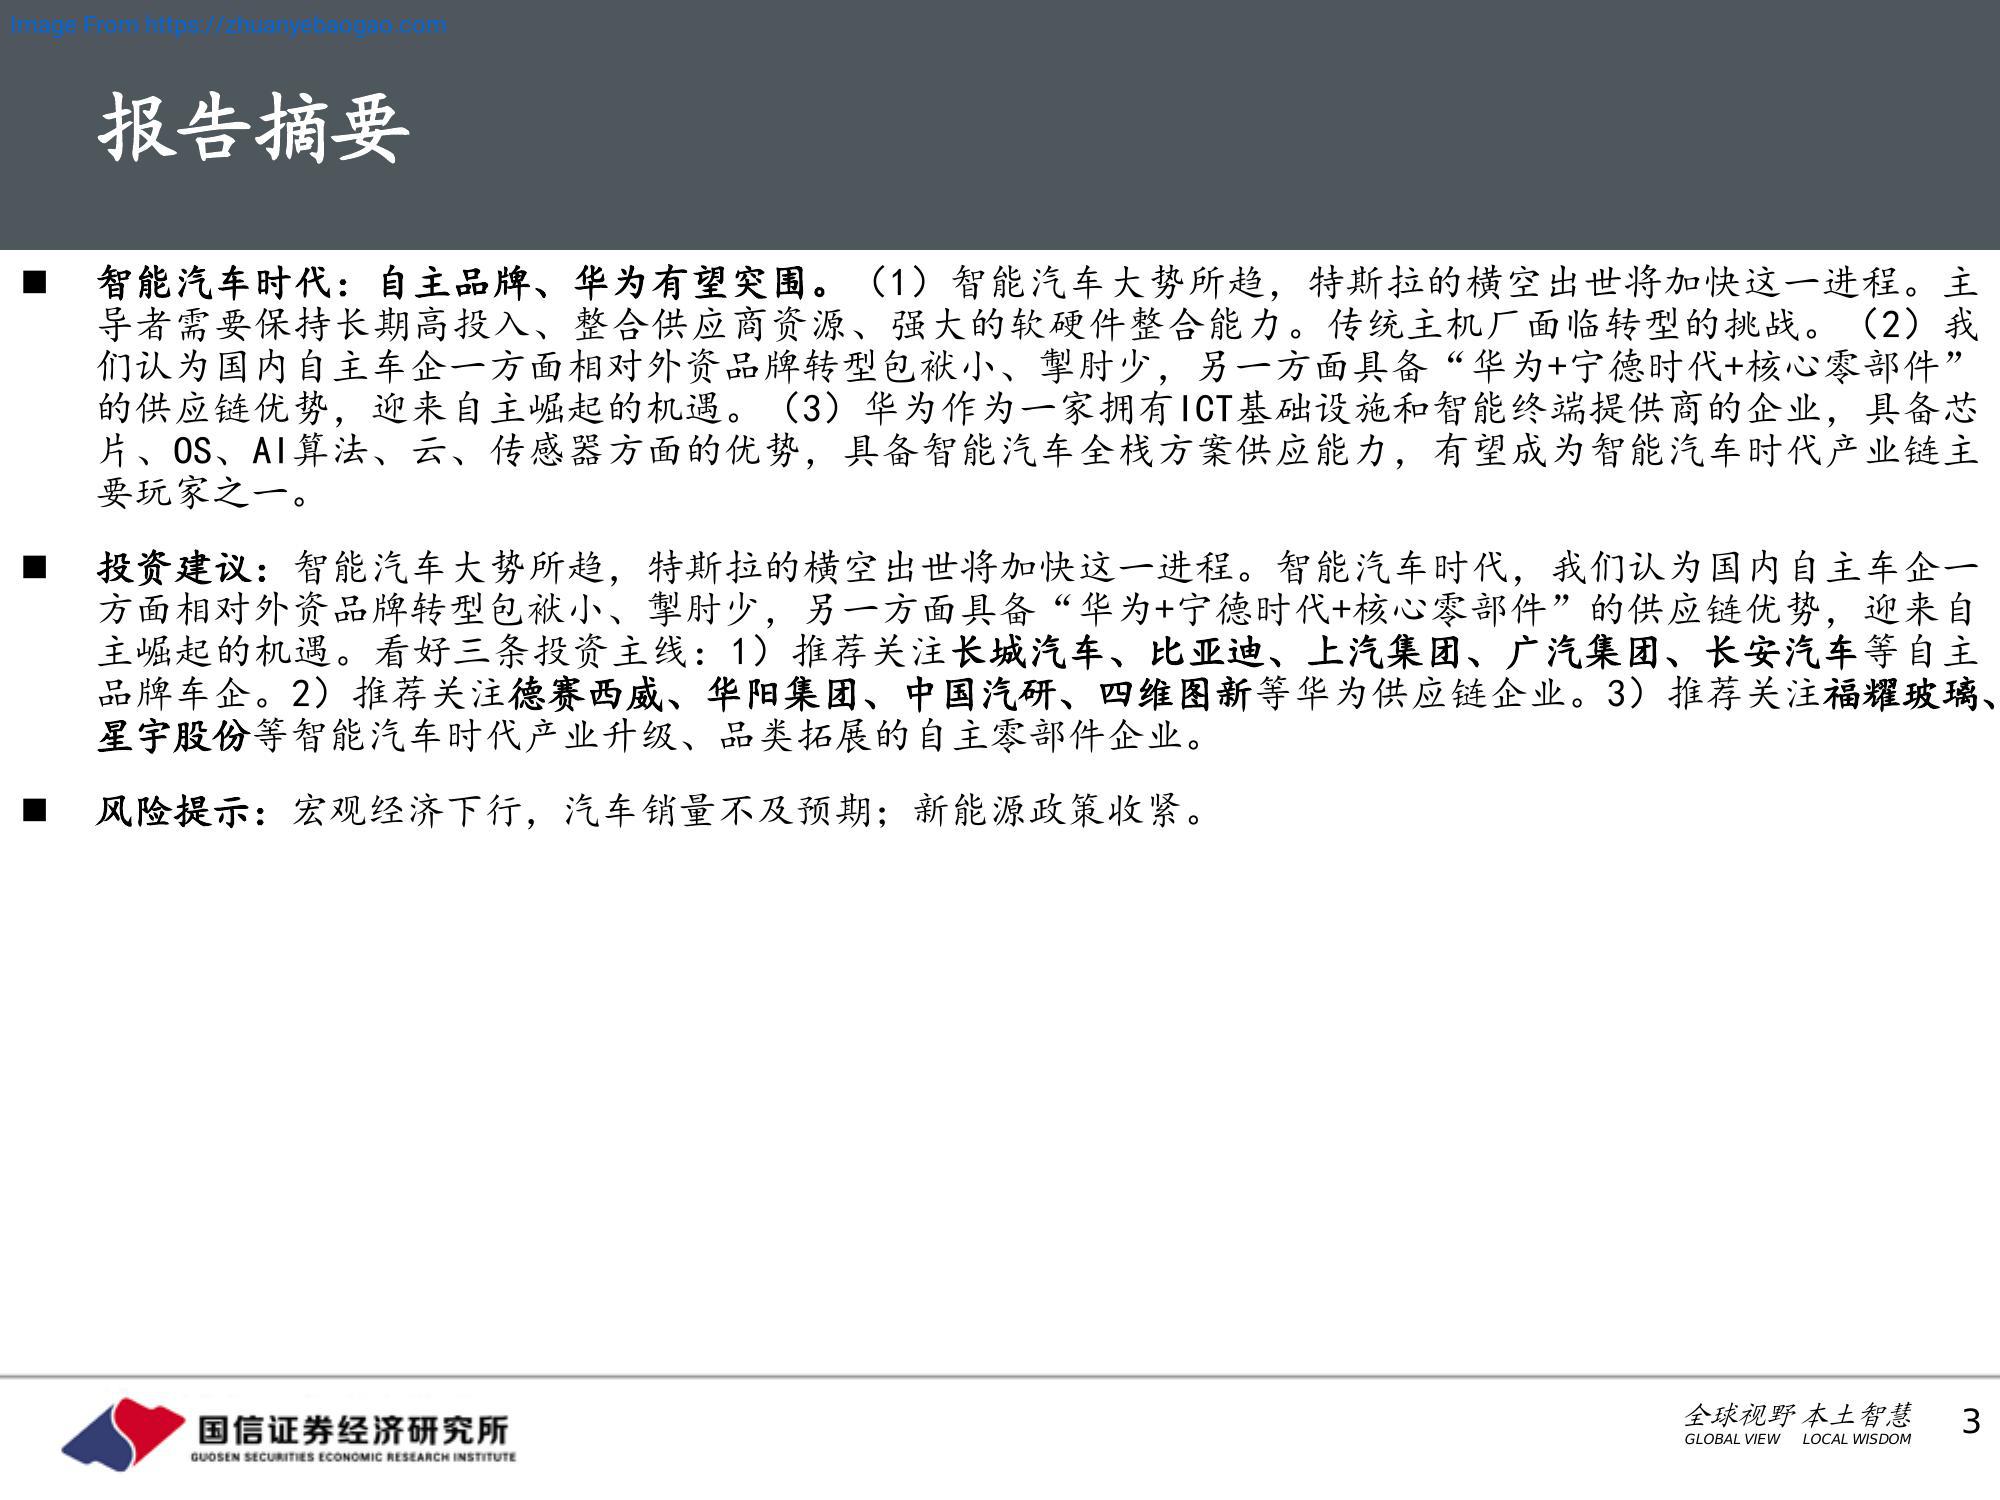 Image From https://zhuanyebaogao.com
报告摘要
■ 智能汽车时代：自主品牌、华为有望突围。（1）智能汽车大势所趋，特斯拉的横空出世将加快这一进程。主
导者需要保持长期高投入、整合供应商资源、强大的软硬件整合能力。传统主机厂面临转型的挑战。（2）我
们认为国内自主车企一方面相对外资品牌转型包袱小、掣肘少，另一方面具备“华为+宁德时代+核心零部件”
的供应链优势，迎来自主崛起的机遇。（3）华为作为一家拥有ICT基础设施和智能终端提供商的企业，具备芯
片、OS、AI算法、云、传感器方面的优势，具备智能汽车全栈方案供应能力，有望成为智能汽车时代产业链主
要玩家之一。
■ 投资建议：智能汽车大势所趋，特斯拉的横空出世将加快这一进程。智能汽车时代，我们认为国内自主车企一
方面相对外资品牌转型包袱小、掣肘少，另一方面具备“华为+宁德时代+核心零部件”的供应链优势，迎来自
主崛起的机遇。看好三条投资主线：1）推荐关注长城汽车、比亚迪、上汽集团、广汽集团、长安汽车等自主
品牌车企。2）推荐关注德赛西威、华阳集团、中国汽研、四维图新等华为供应链企业。3）推荐关注福耀玻璃、
星宇股份等智能汽车时代产业升级、品类拓展的自主零部件企业。
■ 风险提示：宏观经济下行，汽车销量不及预期；新能源政策收紧。
国信证券经济研究所
GUOSEN SECURITIES ECONOMIC RESEARCH INSTITUTE
全球视野 本土智慧
GLOBAL VIEW LOCAL WISDOM
3